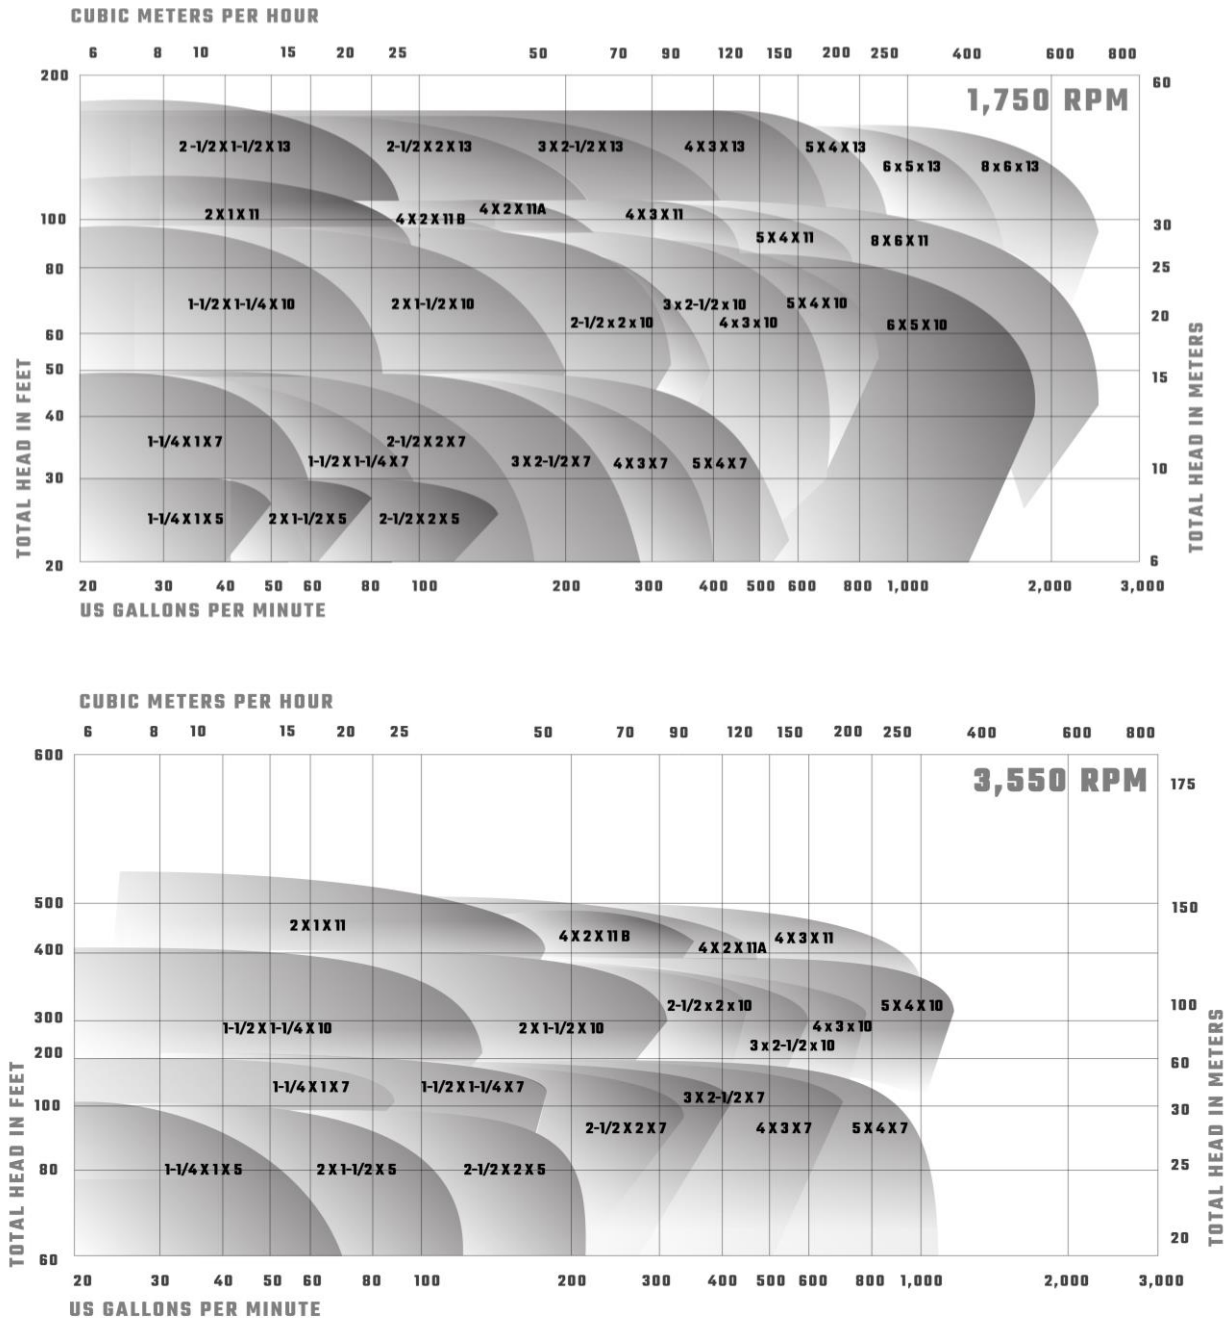 CUBIC METERS PER HOUR
6 8 10 15 20 25 50 70 90 120 150 200 250 400 600 800
200 60
1,750 RPM
2 -1/2 X 1-1/2 X 13 2-1/2 X 2 X 13 3 X 2-1/2 X 13 4 X 3 X 13 5 X 4 X 13
6 x 5 x 13 8 x 6 x 13
2 X 1 X 11 4 X 2 X 11 B 4 X 2 X 11A 4 X 3 X 11
100 30
5 X 4 X 11 8 X 6 X 11
80 25
1-1/2 X 1-1/4 X 10 2 X 1-1/2 X 10 3 x 2-1/2 x 10 5 X 4 X 10
20
2-1/2 x 2 x 10 4 x 3 x 10 6 X 5 X 10
60
50 15
40
1-1/4 X 1 X 7 2-1/2 X 2 X 7
1-1/2 X 1-1/4 X 7 3 X 2-1/2 X 7 4 X 3 X 7 5 X 4 X 7
30 10
1-1/4 X 1 X 5 2 X 1-1/2 X 5 2-1/2 X 2 X 5
20 6
TOTAL HEAD IN FEET
TOTAL HEAD IN METERS
20 30 40 50 60 80 100 200 300 400 500 600 800 1,000 2,000 3,000
US GALLONS PER MINUTE
CUBIC METERS PER HOUR
6 8 10 15 20 25 50 70 90 120 150 200 250 400 600 800
600
3,550 RPM
175
500 150
2 X 1 X 11 4 X 2 X 11 B 4 X 2 X 11A 4 X 3 X 11
400
2-1/2 x 2 x 10 5 X 4 X 10
100
300
1-1/2 X 1-1/4 X 10 2 X 1-1/2 X 10 4 x 3 x 10
3 x 2-1/2 x 10
200 60
1-1/4 X 1 X 7 1-1/2 X 1-1/4 X 7 3 X 2-1/2 X 7
100 30
2-1/2 X 2 X 7 4 X 3 X 7 5 X 4 X 7
80 25
1-1/4 X 1 X 5 2 X 1-1/2 X 5 2-1/2 X 2 X 5
20
60
TOTAL HEAD IN FEET
TOTAL HEAD IN METERS
20 30 40 50 60 80 100 200 300 400 500 600 800 1,000 2,000 3,000
US GALLONS PER MINUTE